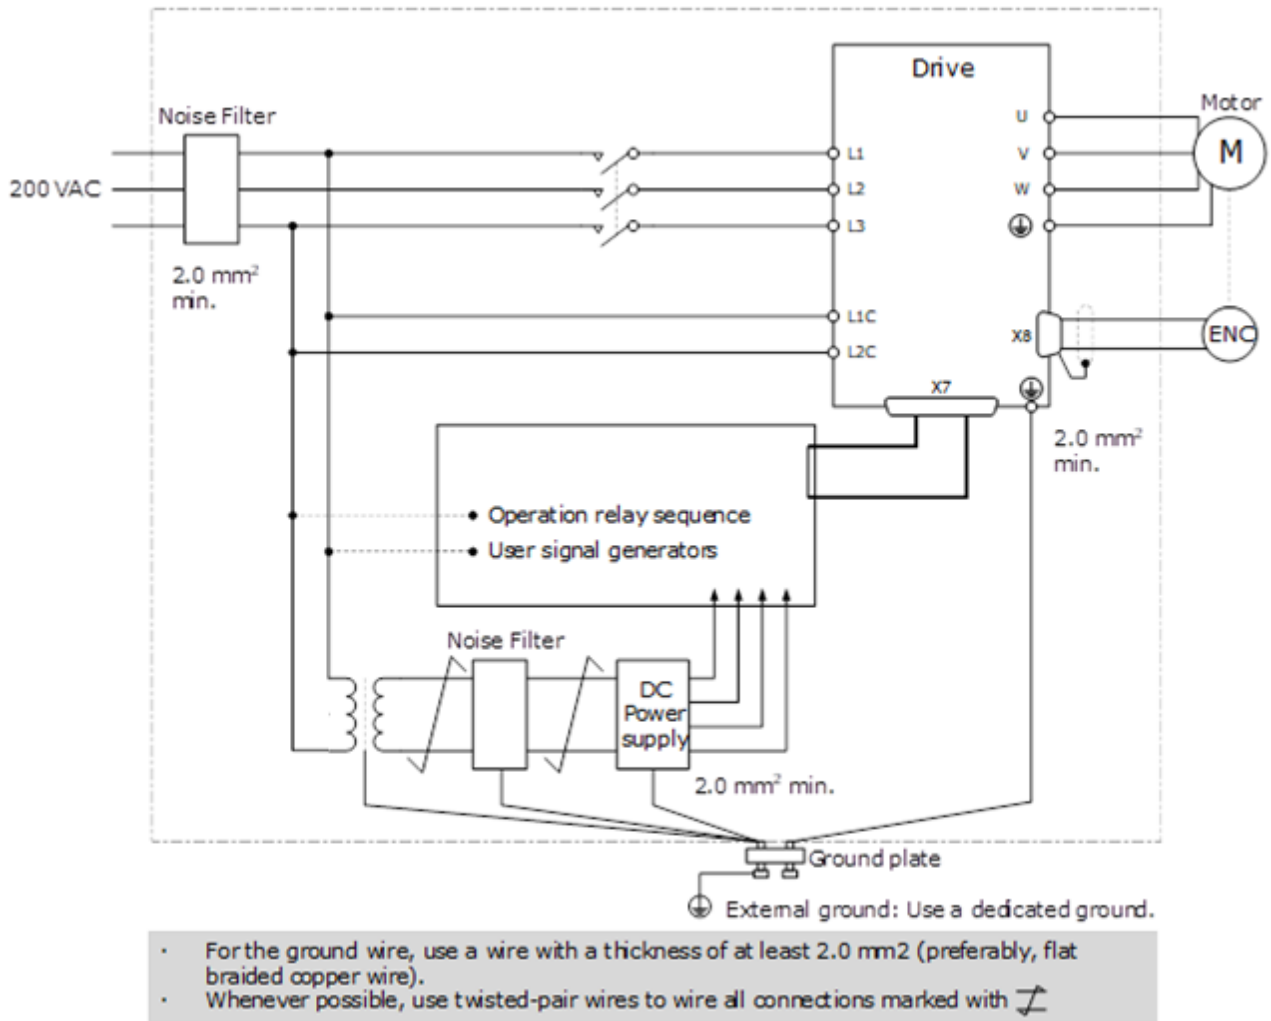 Drive
Noise Filter
Motor
U
V
W
M
200 VAC
L1
L2
L3
2.0 mm²
min.
L1C
L2C
X8
ENC
X7
2.0 mm²
min.
Operation relay sequence
User signal generators
Noise Filter
DC
Power
supply
2.0 mm² min.
Ground plate
External ground: Use a dedicated ground.
· For the ground wire, use a wire with a thickness of at least 2.0 mm2 (preferably, flat
braided copper wire).
· Whenever possible, use twisted-pair wires to wire all connections marked with